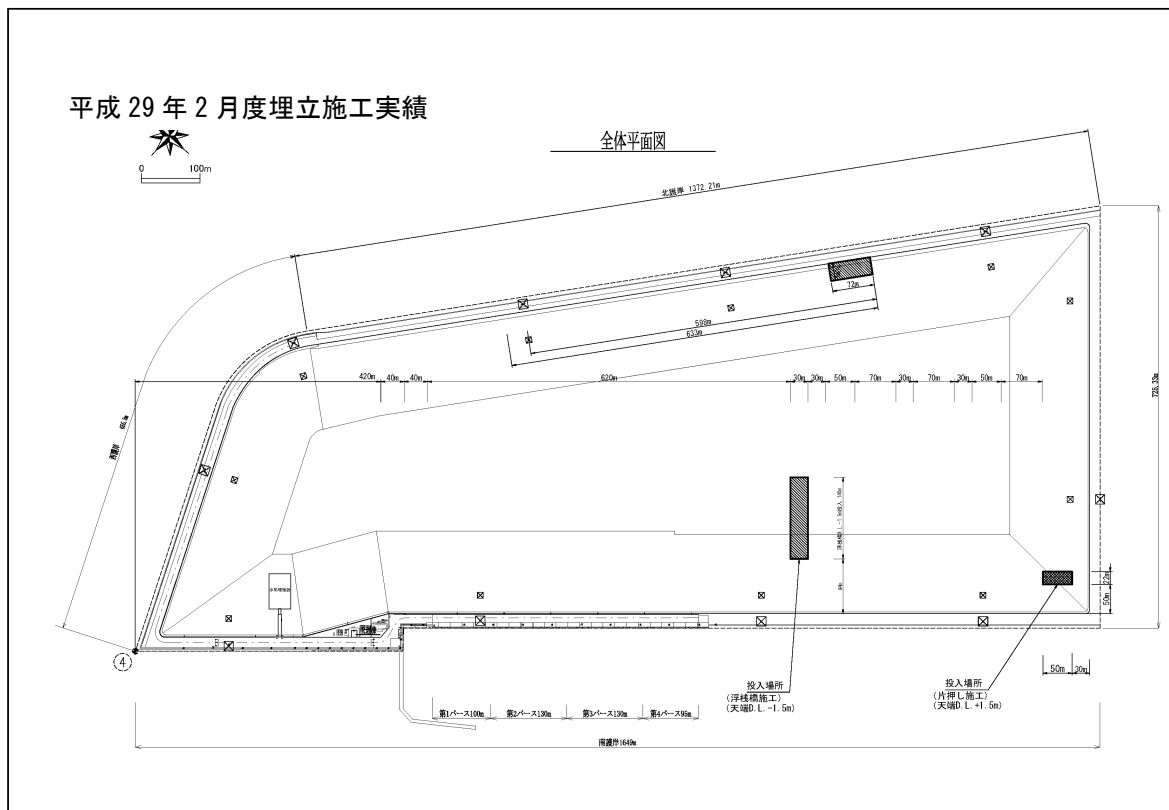 平成 29 年 2 月度埋立施工実績
全体平面図
0 100m
北護岸 1372.21m
72m
598m
633m
420m 40m 40m 620m 30m 30m 50m 70m 30m 70m 30m 50m 70m
725.33m
西護岸
22m
50m
④
投入場所
(浮桟橋施工)
(天端D.L.-1.5m)
投入場所
(片押し施工)
(天端D.L.+1.5m)
50m 30m
第1バース100m 第2バース130m 第3バース130m 第4バース95m
南護岸1649m